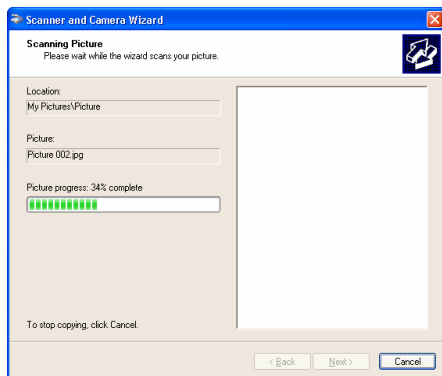 Scanner and Camera Wizard
Scanning Picture
Please wait while the wizard scans your picture.
Location:
My Pictures\Picture
Picture:
Picture 002.jpg
Picture progress: 34% complete
To stop copying, click Cancel.
< Back
Next >
Cancel